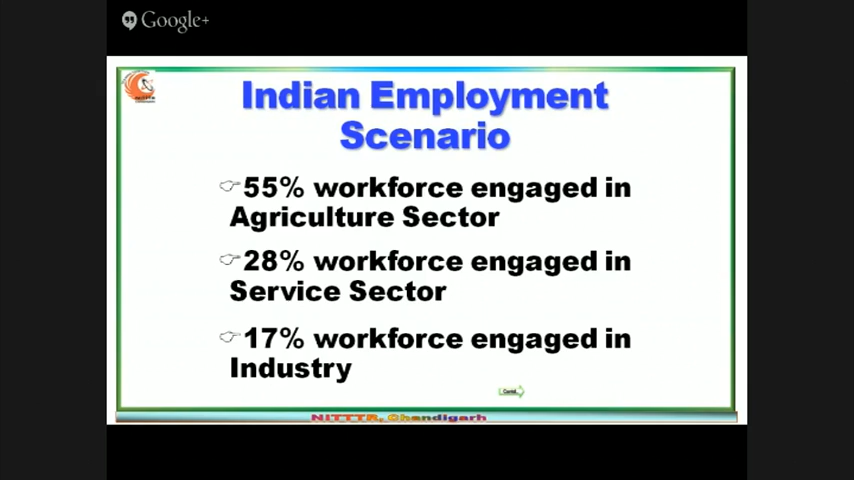 Google+
Indian Employment
Scenario
☞55% workforce engaged in
Agriculture Sector
☞28% workforce engaged in
Service Sector
☞17% workforce engaged in
Industry
Contd.
NITTTR, Chandigarh